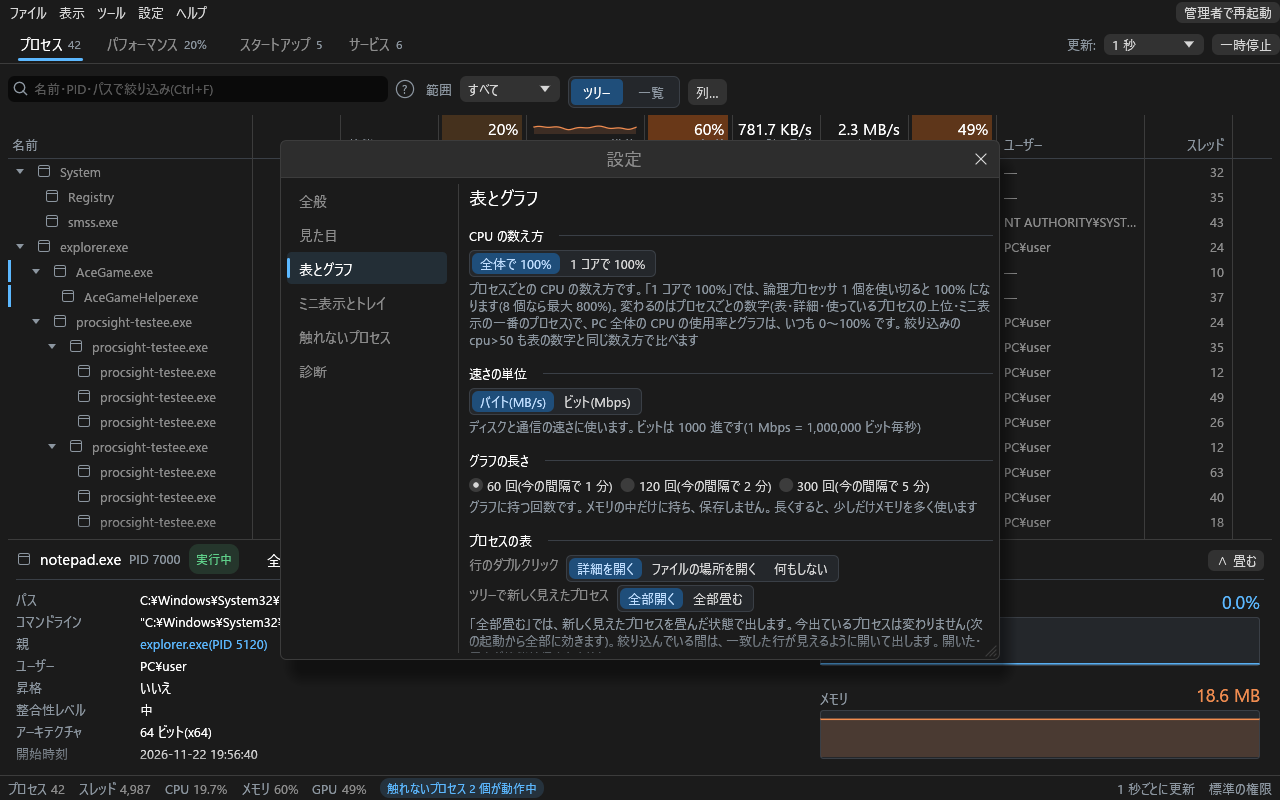 ファイル 表示 ツール 設定 ヘルプ 管理者で再起動
プロセス 42 パフォーマンス 20% スタートアップ 5 サービス 6 更新: 1 秒 一時停止
名前・PID・パスで絞り込み(Ctrl+F) ? 範囲 すべて ツリー 一覧 列...
20% 60% 781.7 KB/s 2.3 MB/s 49%
名前 ユーザー スレッド
設定
System — 32
Registry — 35
smss.exe NT AUTHORITY¥SYST... 43
explorer.exe PC¥user 24
AceGame.exe — 10
AceGameHelper.exe — 37
procsight-testee.exe PC¥user 24
procsight-testee.exe PC¥user 35
procsight-testee.exe PC¥user 12
procsight-testee.exe PC¥user 49
procsight-testee.exe PC¥user 26
procsight-testee.exe PC¥user 12
procsight-testee.exe PC¥user 63
procsight-testee.exe PC¥user 40
procsight-testee.exe PC¥user 18
全般
見た目
表とグラフ
ミニ表示とトレイ
触れないプロセス
診断
表とグラフ
CPU の数え方
全体で 100% 1 コアで 100%
プロセスごとの CPU の数え方です。「1 コアで 100%」では、論理プロセッサ 1 個を使い切ると 100% にな
ります(8 個なら最大 800%)。変わるのはプロセスごとの数字(表・詳細・使っているプロセスの上位・ミニ表
示の一番のプロセス)で、PC 全体の CPU の使用率とグラフは、いつも 0～100% です。絞り込みの
cpu>50 も表の数字と同じ数え方で比べます
速さの単位
バイト(MB/s) ビット(Mbps)
ディスクと通信の速さに使います。ビットは 1000 進です(1 Mbps = 1,000,000 ビット毎秒)
グラフの長さ
60 回(今の間隔で 1 分) 120 回(今の間隔で 2 分) 300 回(今の間隔で 5 分)
グラフに持つ回数です。メモリの中だけに持ち、保存しません。長くすると、少しだけメモリを多く使います
プロセスの表
行のダブルクリック 詳細を開く ファイルの場所を開く 何もしない
ツリーで新しく見えたプロセス 全部開く 全部畳む
「全部畳む」では、新しく見えたプロセスを畳んだ状態で出します。今出ているプロセスは変わりません(次
の起動から全部に効きます)。絞り込んでいる間は、一致した行が見えるように開いて出します。開いた・
notepad.exe PID 7000 実行中 全 畳む
パス C:¥Windows¥System32¥
コマンドライン "C:¥Windows¥System32¥
親 explorer.exe(PID 5120)
ユーザー PC¥user
昇格 いいえ
整合性レベル 中
アーキテクチャ 64 ビット(x64)
開始時刻 2026-11-22 19:56:40
0.0%
メモリ 18.6 MB
プロセス 42 スレッド 4,987 CPU 19.7% メモリ 60% GPU 49% 触れないプロセス 2 個が動作中 1 秒ごとに更新 標準の権限